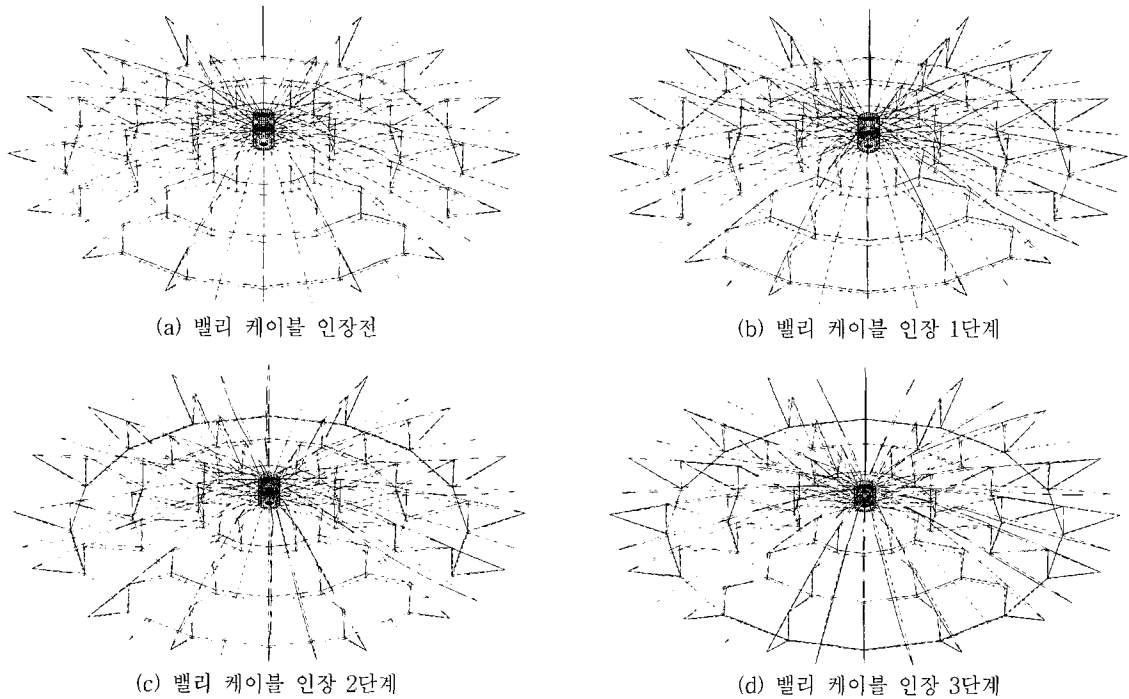 (a) 밸리 케이블 인장전
(b) 밸리 케이블 인장 1단계
(c) 밸리 케이블 인장 2단계
(d) 밸리 케이블 인장 3단계